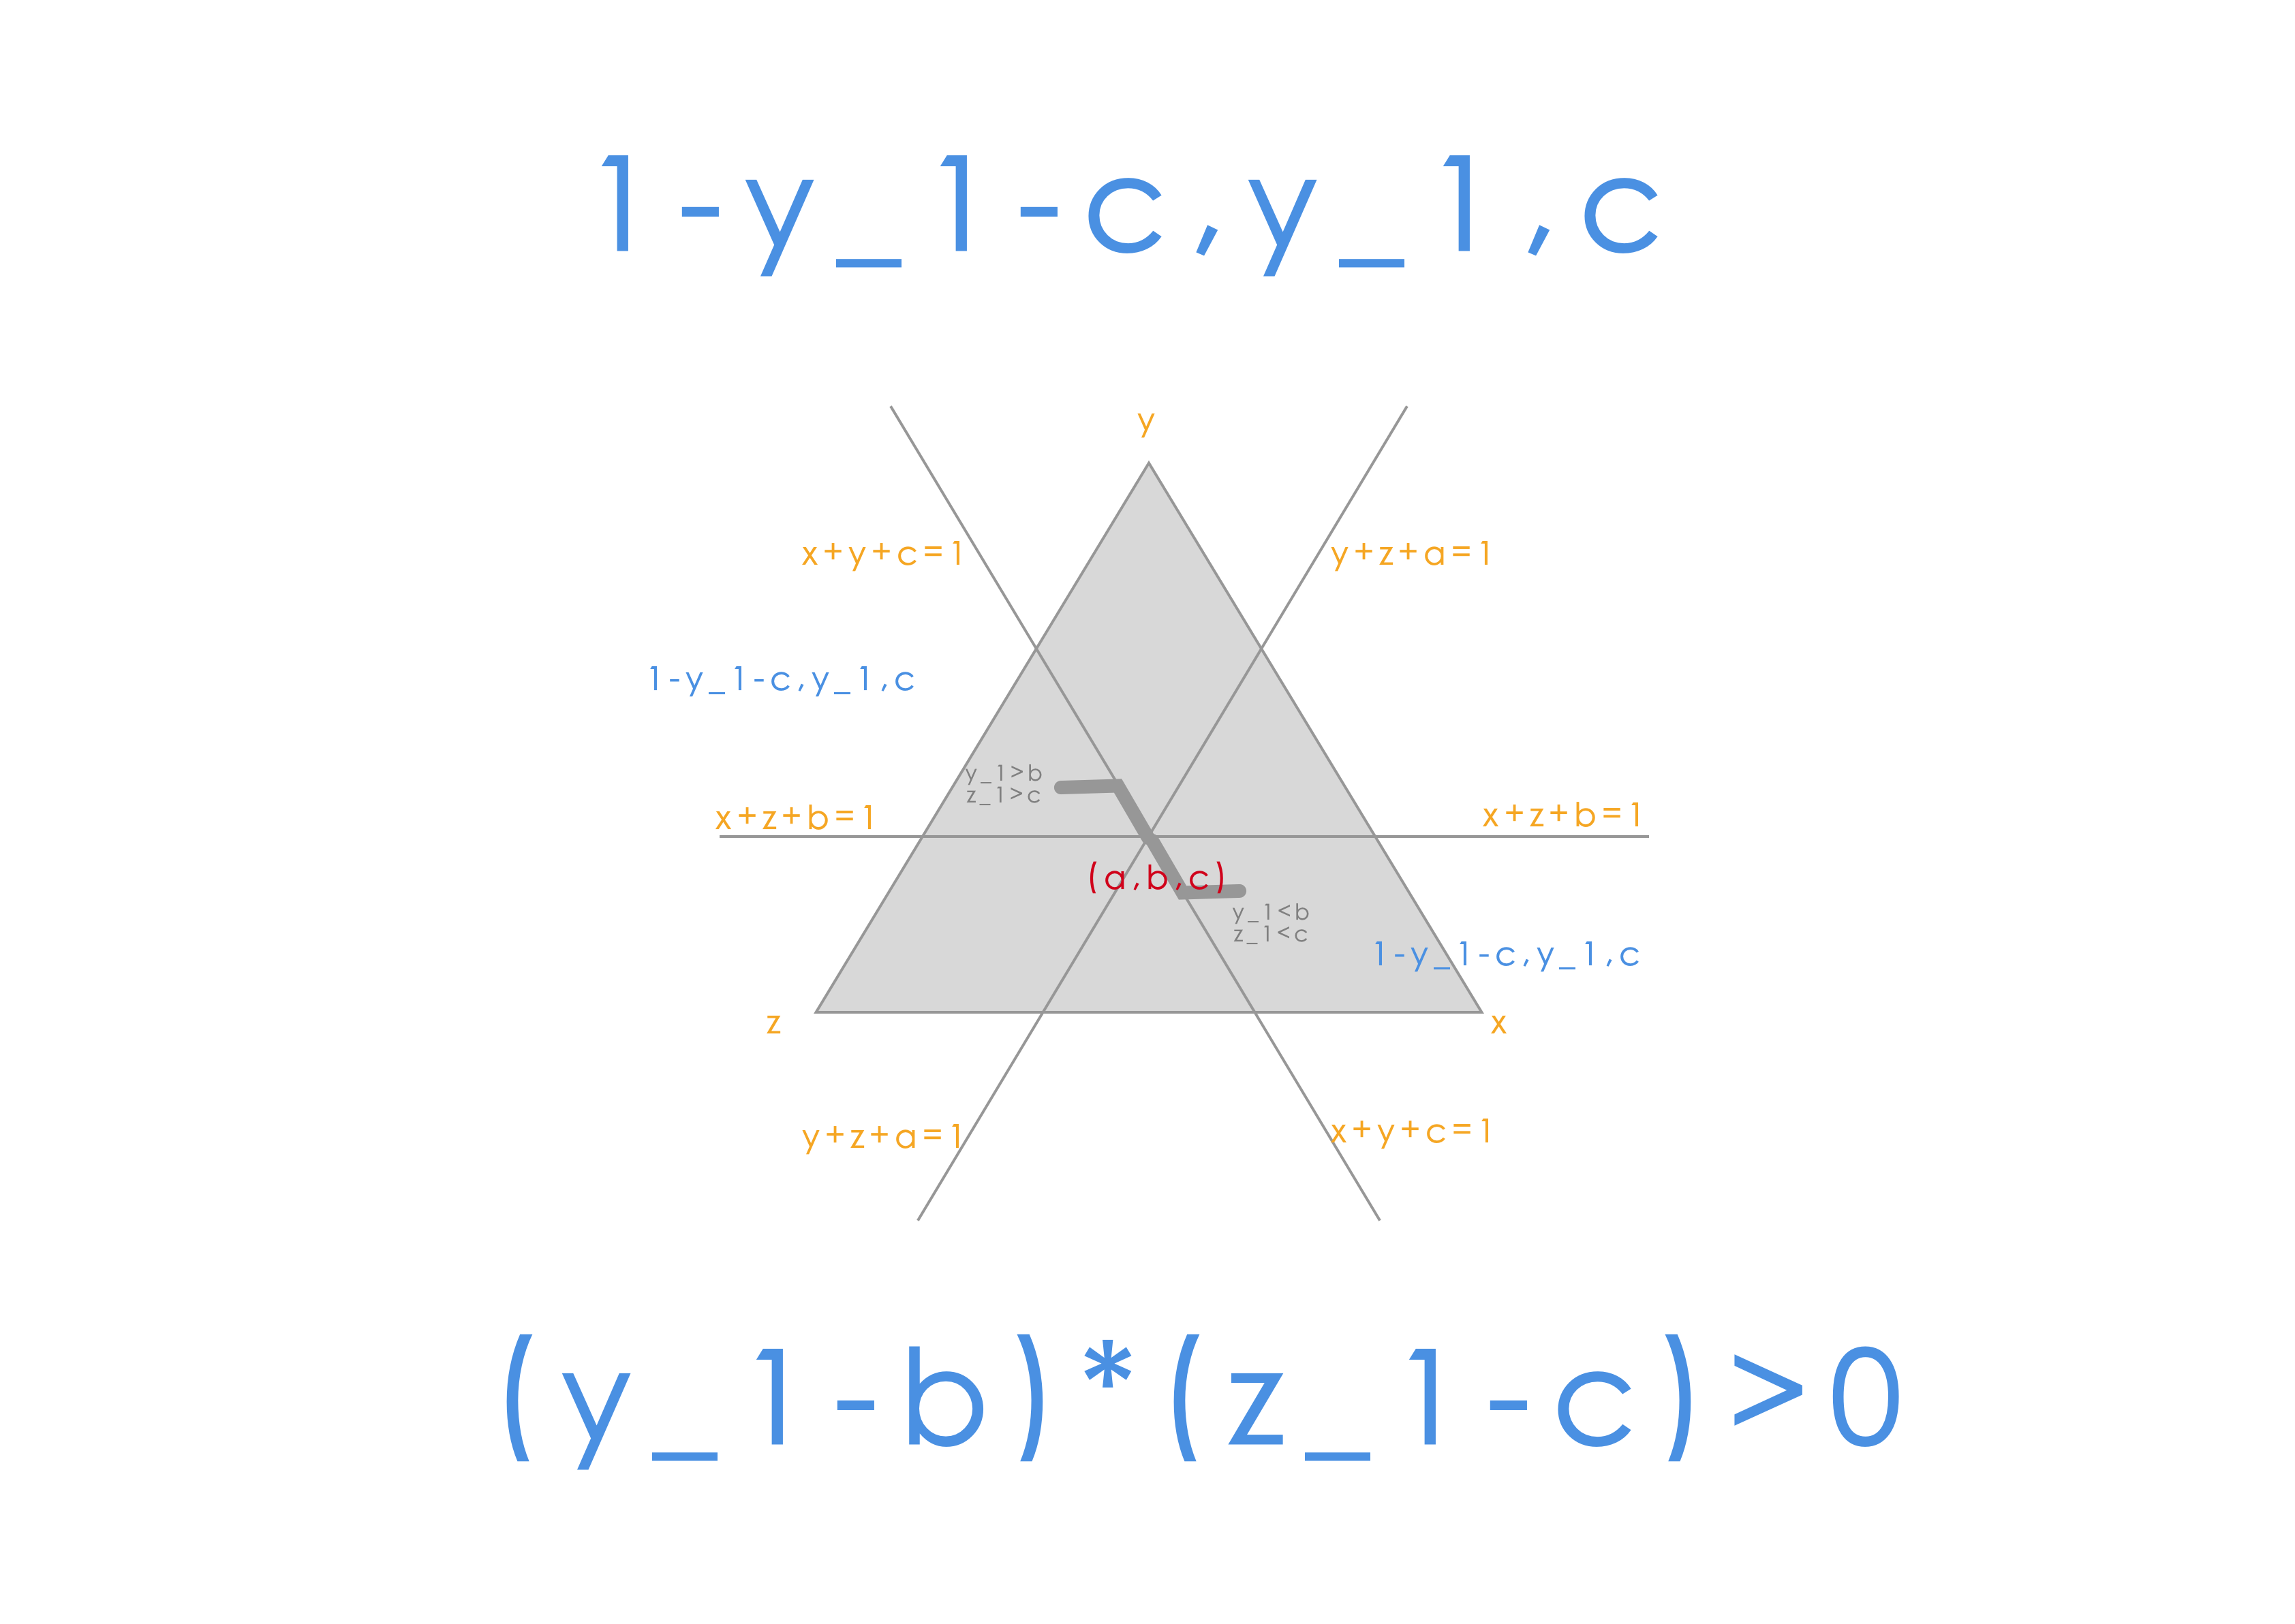 1-y_1-c,y_1,c
y
x+y+c=1
y+z+a=1
1-y_1-c,y_1,c
y_1>b
z_1>c
x+z+b=1
x+z+b=1
(a,b,c)
y_1<b
z_1<c
1-y_1-c,y_1,c
z
x
y+z+a=1
x+y+c=1
(y_1-b)*(z_1-c)>0